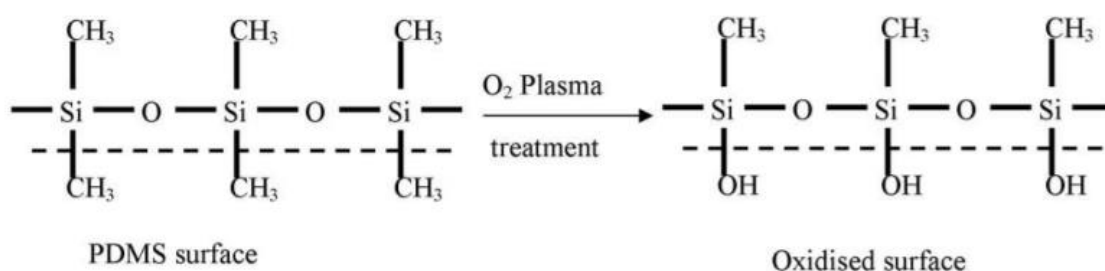 CH₃ CH₃ CH₃ CH₃ CH₃ CH₃
O₂ Plasma
Si O Si O Si Si O Si O Si
treatment
CH₃ CH₃ CH₃ OH OH OH
PDMS surface Oxidised surface